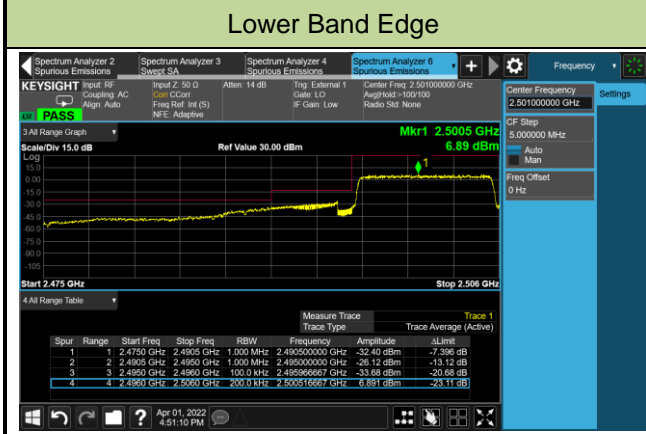 Lower Band Edge
Spectrum Analyzer 2
Spurious Emissions
Spectrum Analyzer 3
Swept SA
Spectrum Analyzer 4
Spurious Emissions
Spectrum Analyzer 6
Spurious Emissions
Frequency
KEYSIGHT
PASS
Input: RF
Coupling: AC
Align: Auto
Input Z: 50 Ω
Corr CCorr
Freq Ref: Int (S)
NFE: Adaptive
Atten: 14 dB
Trig: External 1
Gate: LO
IF Gain: Low
Center Freq: 2.501000000 GHz
Avg|Hold:>100/100
Radio Std: None
Center Frequency
2.501000000 GHz
Settings
CF Step
5.000000 MHz
Auto
Man
Freq Offset
0 Hz
3 All Range Graph
Mkr1 2.5005 GHz
Scale/Div 15.0 dB
Ref Value 30.00 dBm
6.89 dBm
Log
15.0
0.00
-15.0
-30.0
-45.0
-60.0
-75.0
-90.0
-105
1
Start 2.475 GHz
Stop 2.506 GHz
4 All Range Table
Measure Trace Trace 1
Trace Type Trace Average (Active)
Spur Range Start Freq Stop Freq RBW Frequency Amplitude ΔLimit
1 1 2.4750 GHz 2.4905 GHz 1.000 MHz 2.490500000 GHz -32.40 dBm -7.396 dB
2 2 2.4905 GHz 2.4950 GHz 1.000 MHz 2.495000000 GHz -26.12 dBm -13.12 dB
3 3 2.4950 GHz 2.4960 GHz 100.0 kHz 2.495966667 GHz -33.68 dBm -20.68 dB
4 4 2.4960 GHz 2.5060 GHz 200.0 kHz 2.500516667 GHz 6.891 dBm -23.11 dB
Apr 01, 2022
4:51:10 PM